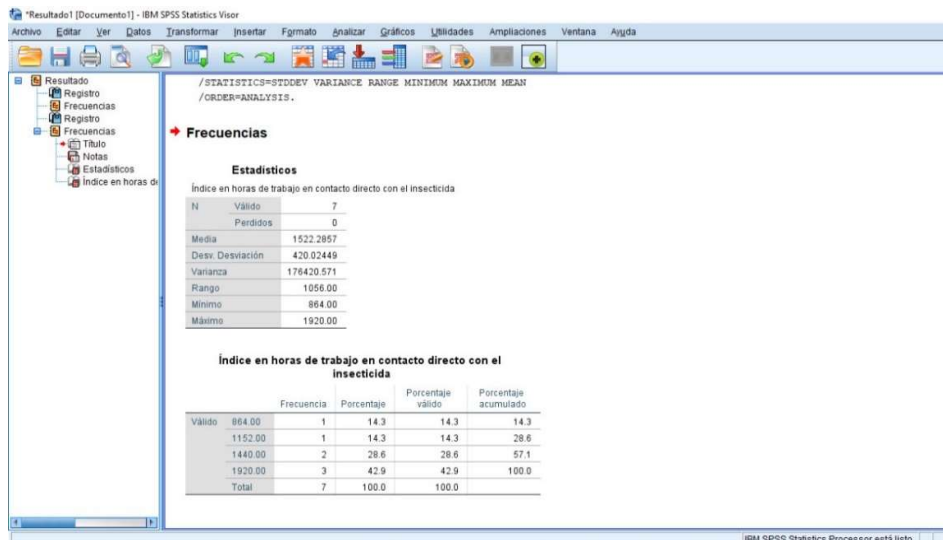 *Resultado1 [Documento1] - IBM SPSS Statistics Visor
Archivo Editar Ver Datos Transformar Insertar Formato Analizar Gráficos Utilidades Ampliaciones Ventana Ayuda
Resultado
Registro
Frecuencias
Registro
Frecuencias
Título
Notas
Estadísticos
Índice en horas de
/STATISTICS=STDDEV VARIANCE RANGE MINIMUM MAXIMUM MEAN
/ORDER=ANALYSIS.
Frecuencias
Estadísticos
Índice en horas de trabajo en contacto directo con el insecticida
N Válido 7
Perdidos 0
Media 1522.2857
Desv. Desviación 420.02449
Varianza 176420.571
Rango 1056.00
Mínimo 864.00
Máximo 1920.00
Índice en horas de trabajo en contacto directo con el
insecticida
Frecuencia Porcentaje Porcentaje válido Porcentaje acumulado
Válido 864.00 1 14.3 14.3 14.3
1152.00 1 14.3 14.3 28.6
1440.00 2 28.6 28.6 57.1
1920.00 3 42.9 42.9 100.0
Total 7 100.0 100.0
IBM SPSS Statistics Processor está listo